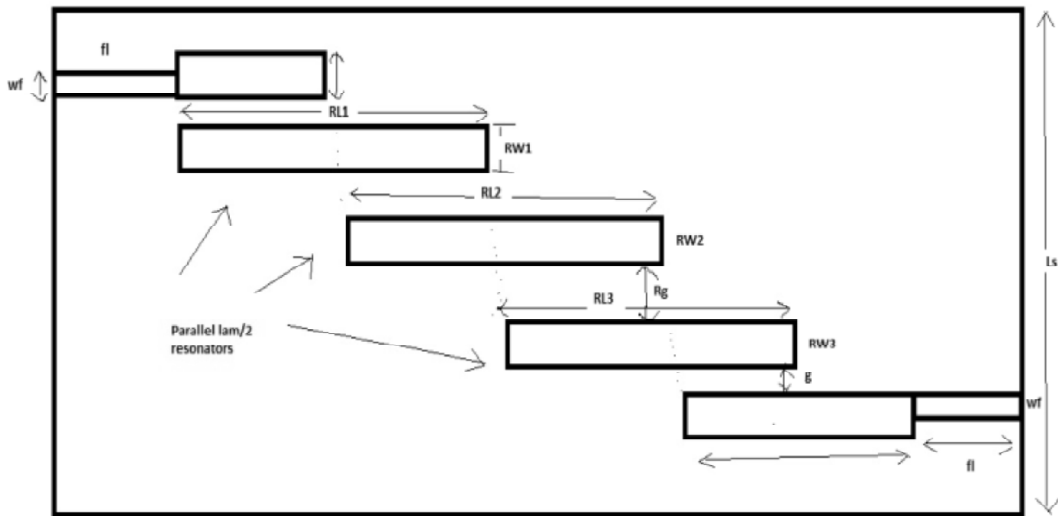 fl
wf
RL1
RW1
RL2
RW2
Ls
Rg
RL3
Parallel lam/2
resonators
RW3
g
wf
fl